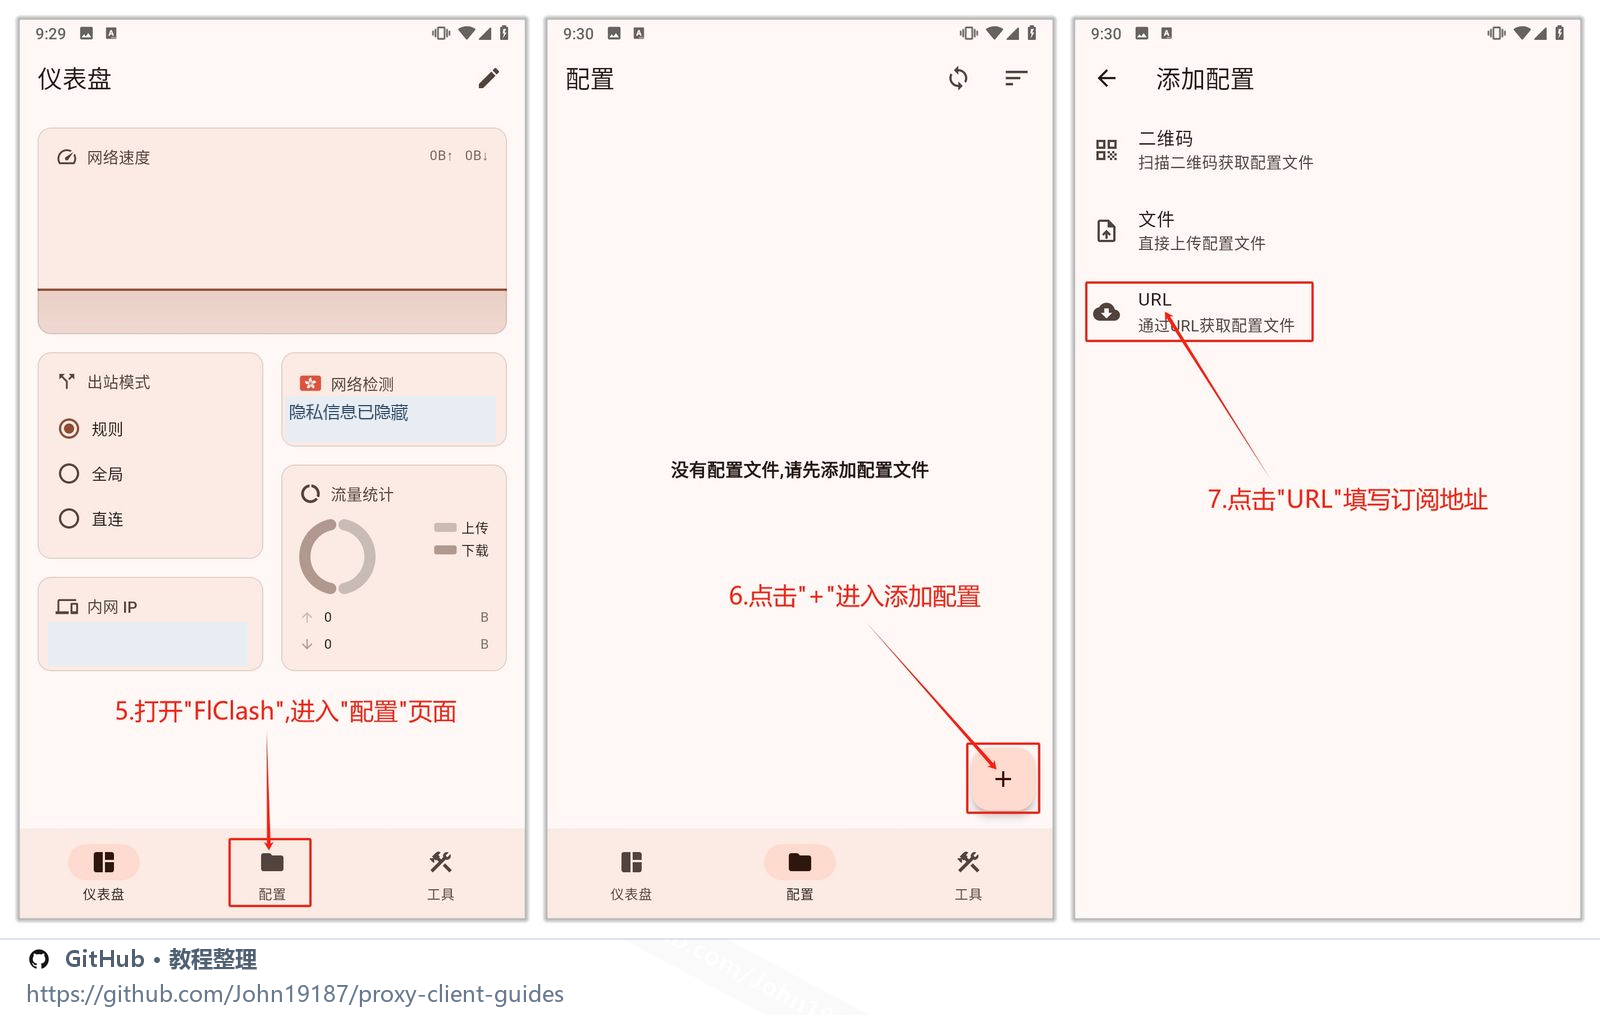 9:29
仪表盘
网络速度
0B↑ 0B↓
出站模式
规则
全局
直连
网络检测
隐私信息已隐藏
流量统计
上传
下载
↑ 0 B
↓ 0 B
内网 IP
5.打开"FlClash",进入"配置"页面
仪表盘
配置
工具
9:30
配置
没有配置文件,请先添加配置文件
6.点击"+"进入添加配置
+
仪表盘
配置
工具
9:30
添加配置
二维码
扫描二维码获取配置文件
文件
直接上传配置文件
URL
通过URL获取配置文件
7.点击"URL"填写订阅地址
GitHub • 教程整理
https://github.com/John19187/proxy-client-guides